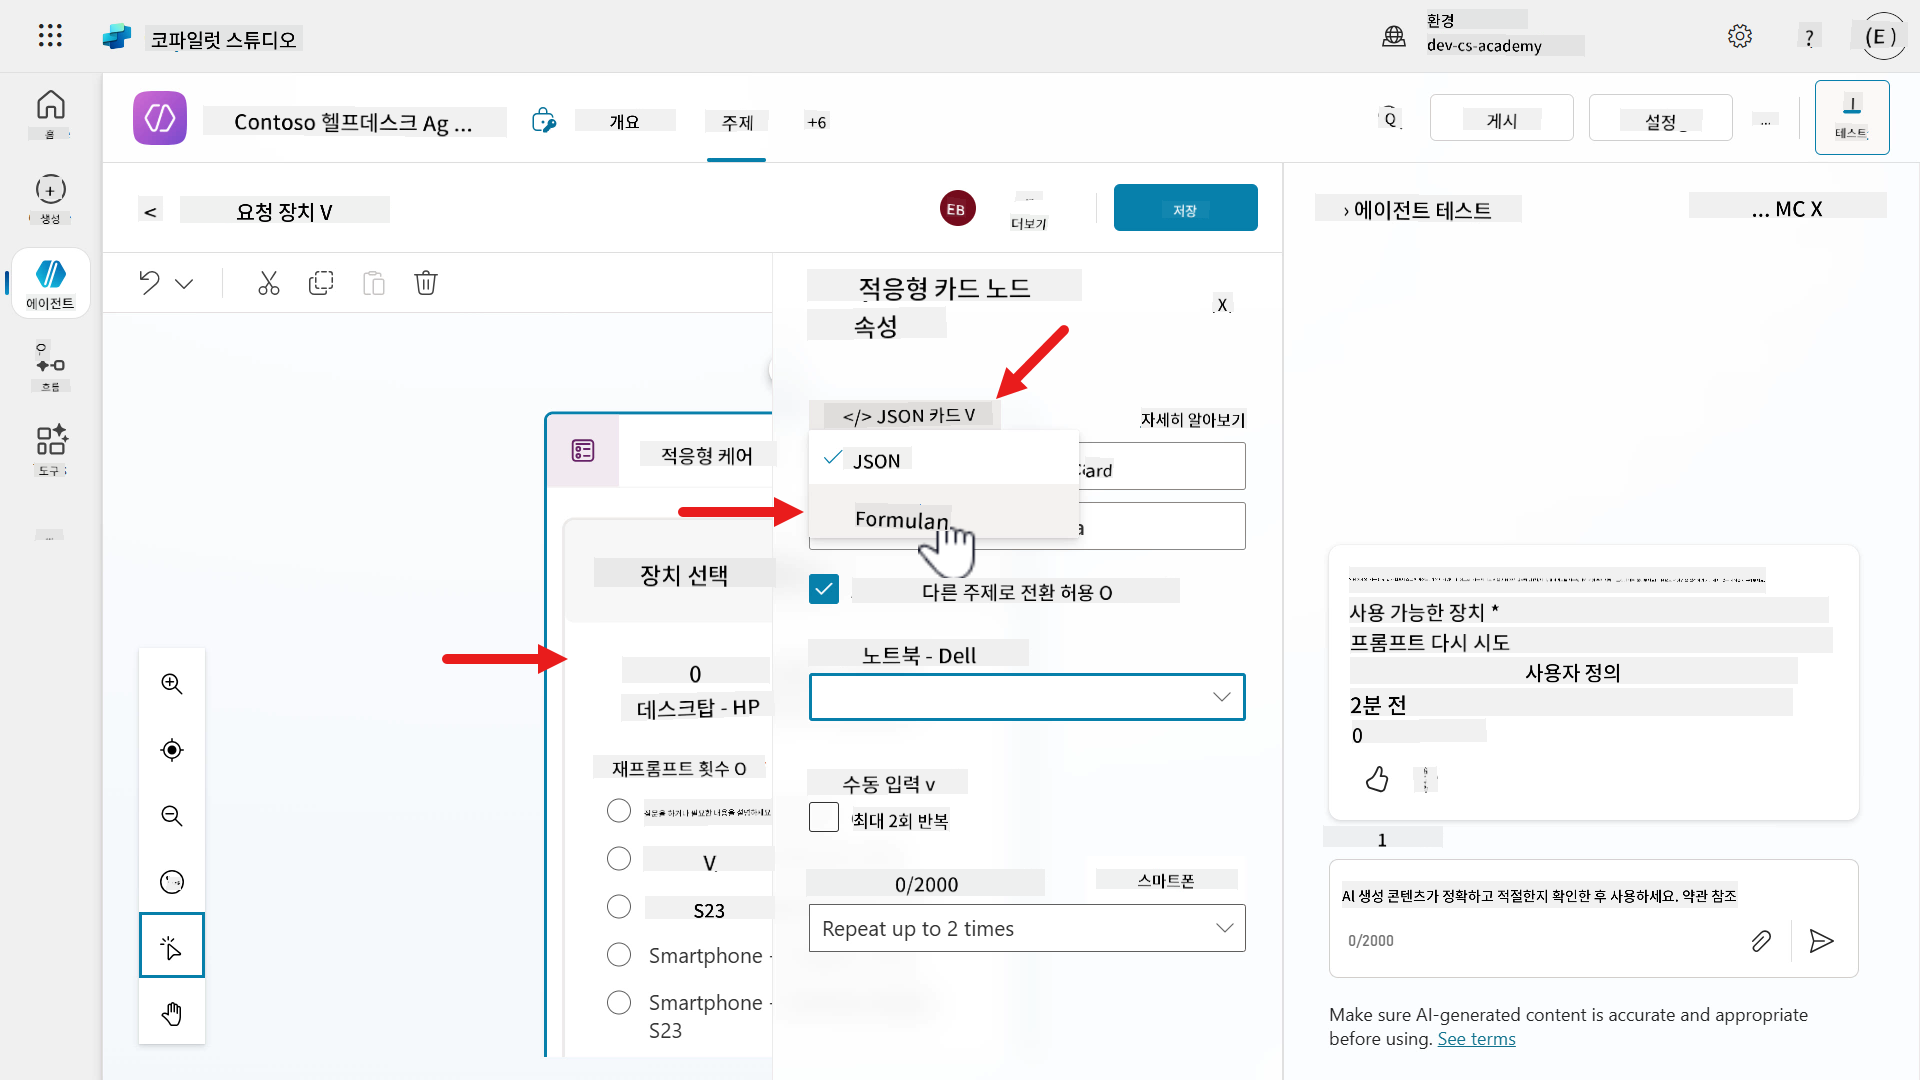 코파일럿 스튜디오
환경
dev-cs-academy
?
(E )
홈
생성
에이전트
흐름
도구
Contoso 헬프데스크 Ag ...
개요
주제
+6
Q
게시
설정
...
테스트
<
요청 장치 V
EB
더보기
저장
› 에이전트 테스트
... MC X
적응형 카드 노드
속성
X
</> JSON 카드 V
자세히 알아보기
JSON
Formulan
적응형 케어
장치 선택
0
데스크탑 - HP
재프롬프트 횟수 O
V
S23
Smartphone -
Smartphone -
S23
다른 주제로 전환 허용 O
노트북 - Dell
수동 입력 v
최대 2회 반복
0/2000
스마트폰
Repeat up to 2 times
사용 가능한 장치 *
프롬프트 다시 시도
사용자 정의
2분 전
0
1
AI 생성 콘텐츠가 정확하고 적절한지 확인한 후 사용하세요. 약관 참조
0/2000
Make sure AI-generated content is accurate and appropriate
before using. See terms